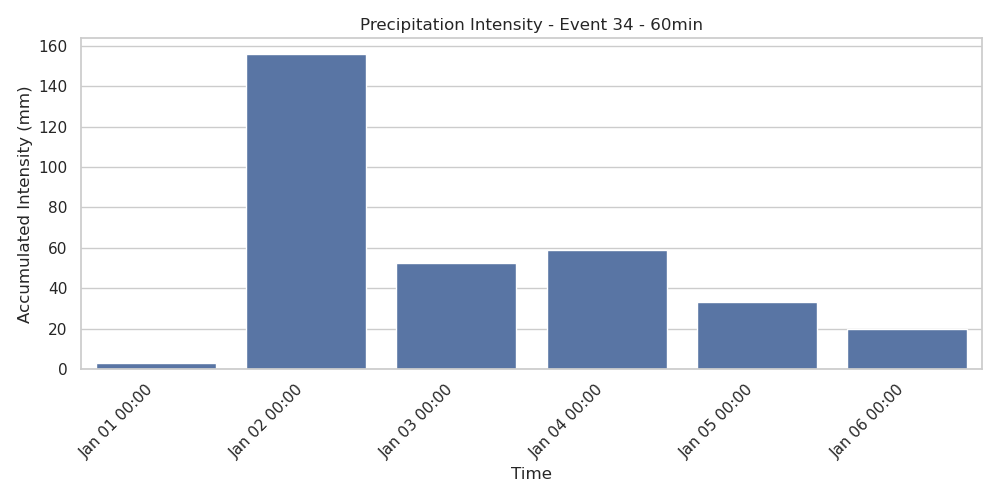 Precipitation Intensity - Event 34 - 60min
Accumulated Intensity (mm)
160
140
120
100
80
60
40
20
0
Jan 01 00:00
Jan 02 00:00
Jan 03 00:00
Jan 04 00:00
Jan 05 00:00
Jan 06 00:00
Time